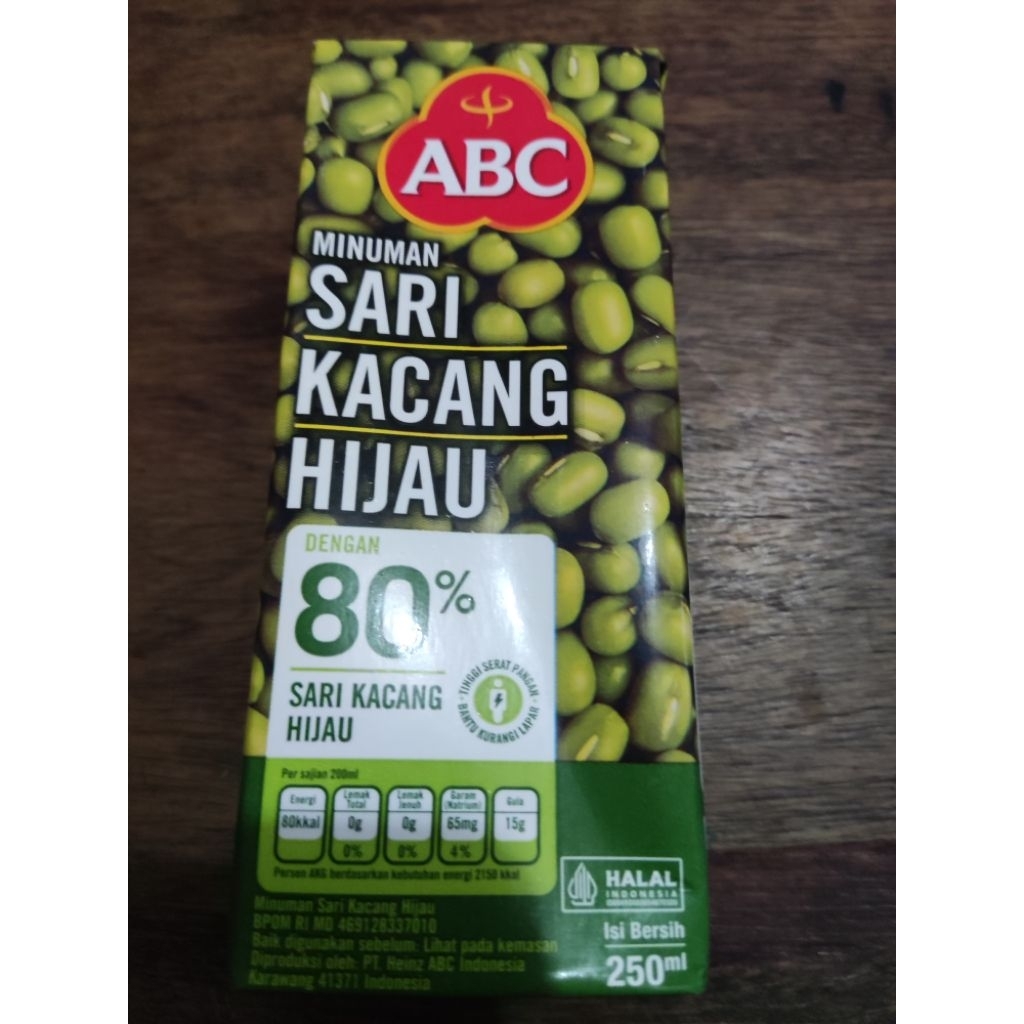 ABC
MINUMAN
SARI
KACANG
HIJAU
DENGAN
80%
SARI KACANG
HIJAU
TINGGI SERAT PANGAN
BANTU KURANGI LAPAR
Per sajian 200ml
Energi
80kkal
Lemak
Total
0g
0%
Lemak
Jenuh
0g
0%
Garam
(Natrium)
65mg
4%
Gula
15g
Persen AKG berdasarkan kebutuhan energi 2150 kkal
Minuman Sari Kacang Hijau
BPOM RI MD 469128337010
Baik digunakan sebelum: Lihat pada kemasan
Diproduksi oleh: PT. Heinz ABC Indonesia
Karawang 41371 Indonesia
HALAL
INDONESIA
Isi Bersih
250ml